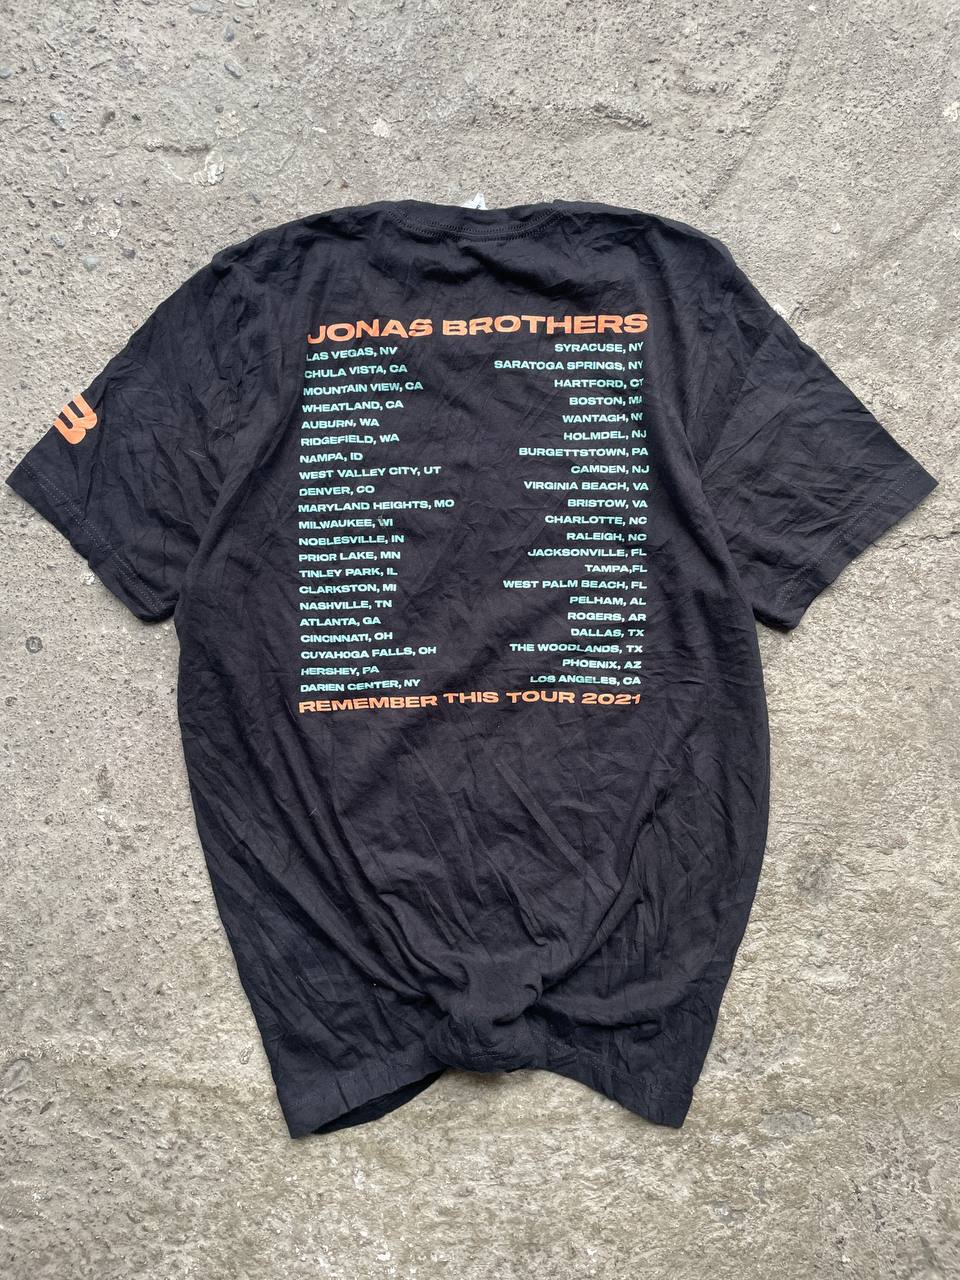 JONAS BROTHERS
LAS VEGAS, NV
CHULA VISTA, CA
MOUNTAIN VIEW, CA
WHEATLAND, CA
AUBURN, WA
RIDGEFIELD, WA
NAMPA, ID
WEST VALLEY CITY, UT
DENVER, CO
MARYLAND HEIGHTS, MO
MILWAUKEE, WI
NOBLESVILLE, IN
PRIOR LAKE, MN
TINLEY PARK, IL
CLARKSTON, MI
NASHVILLE, TN
ATLANTA, GA
CINCINNATI, OH
CUYAHOGA FALLS, OH
HERSHEY, PA
DARIEN CENTER, NY
SYRACUSE, NY
SARATOGA SPRINGS, NY
HARTFORD, CT
BOSTON, MA
WANTAGH, NY
HOLMDEL, NJ
BURGETTSTOWN, PA
CAMDEN, NJ
VIRGINIA BEACH, VA
BRISTOW, VA
CHARLOTTE, NC
RALEIGH, NC
JACKSONVILLE, FL
TAMPA,FL
WEST PALM BEACH, FL
PELHAM, AL
ROGERS, AR
DALLAS, TX
THE WOODLANDS, TX
PHOENIX, AZ
LOS ANGELES, CA
REMEMBER THIS TOUR 2021